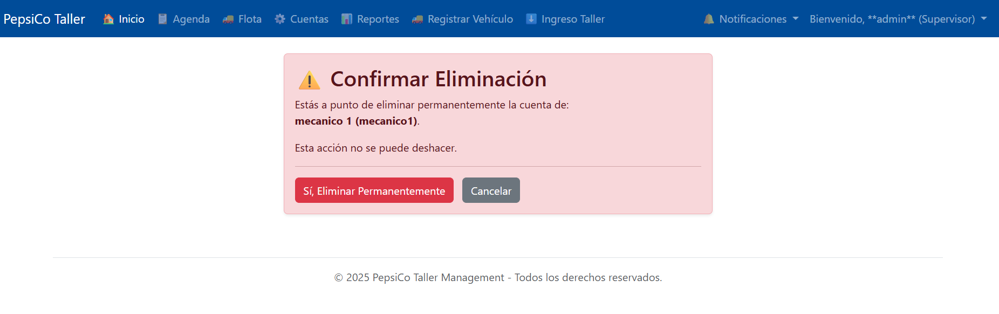 PepsiCo Taller Inicio Agenda Flota Cuentas Reportes Registrar Vehículo Ingreso Taller Notificaciones Bienvenido, **admin** (Supervisor)
Confirmar Eliminación
Estás a punto de eliminar permanentemente la cuenta de:
mecanico 1 (mecanico1).
Esta acción no se puede deshacer.
Sí, Eliminar Permanentemente Cancelar
© 2025 PepsiCo Taller Management - Todos los derechos reservados.